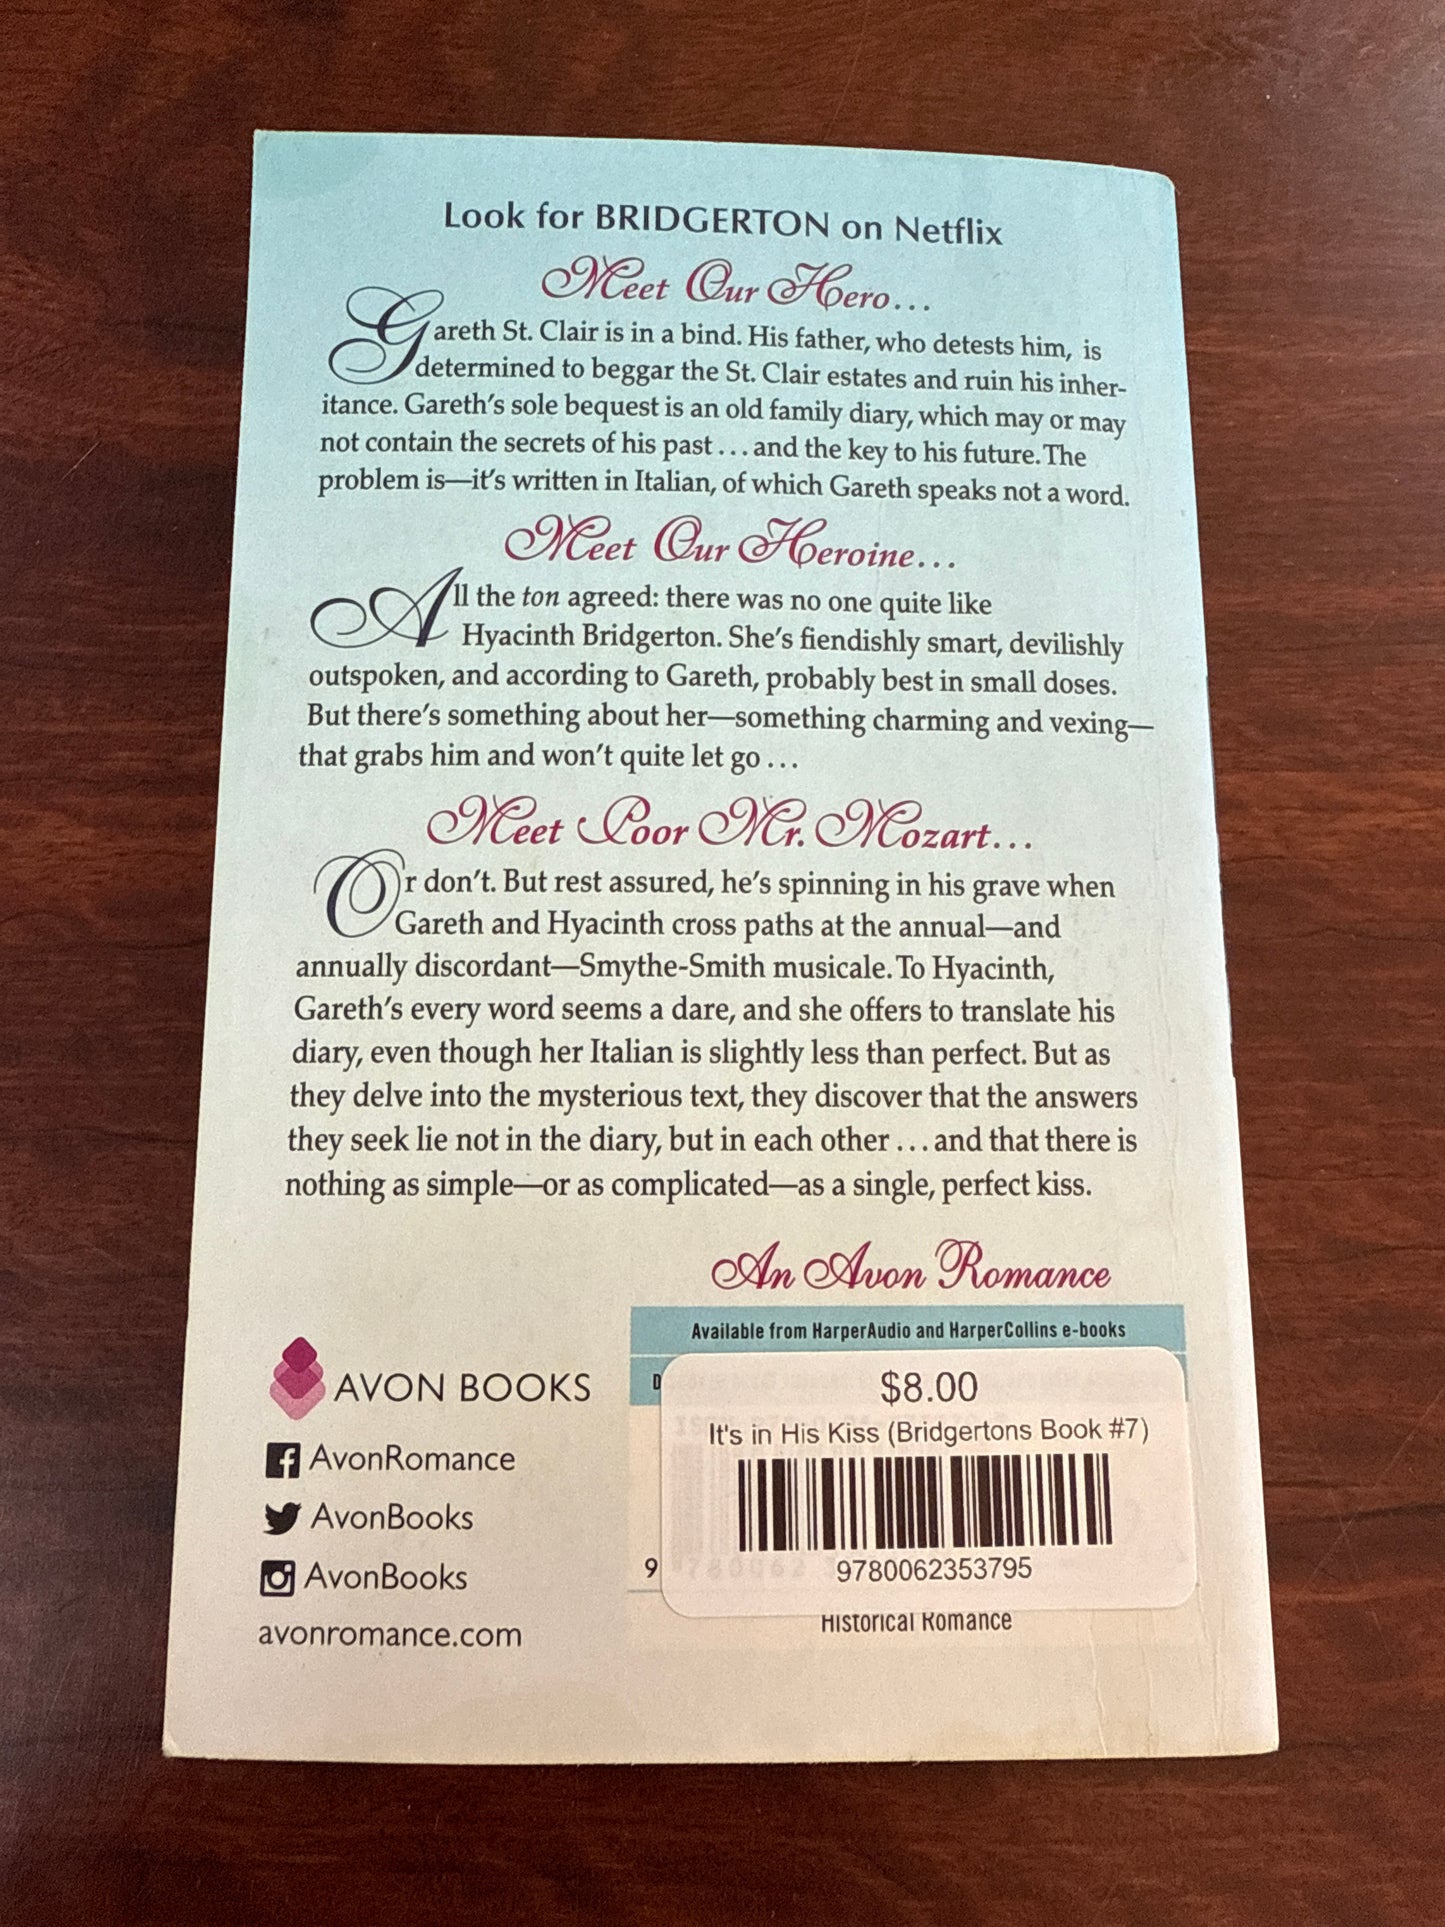 Look for BRIDGERTON on Netflix
Meet Our Hero...
Gareth St. Clair is in a bind. His father, who detests him, is
determined to beggar the St. Clair estates and ruin his inher-
itance. Gareth's sole bequest is an old family diary, which may or may
not contain the secrets of his past...and the key to his future. The
problem is—it's written in Italian, of which Gareth speaks not a word.
Meet Our Heroine...
All the ton agreed: there was no one quite like
Hyacinth Bridgerton. She's fiendishly smart, devilishly
outspoken, and according to Gareth, probably best in small doses.
But there's something about her—something charming and vexing—
that grabs him and won't quite let go...
Meet Poor Mr. Mozart...
Or don't. But rest assured, he's spinning in his grave when
Gareth and Hyacinth cross paths at the annual—and
annually discordant—Smythe-Smith musicale. To Hyacinth,
Gareth's every word seems a dare, and she offers to translate his
diary, even though her Italian is slightly less than perfect. But as
they delve into the mysterious text, they discover that the answers
they seek lie not in the diary, but in each other...and that there is
nothing as simple—or as complicated—as a single, perfect kiss.
An Avon Romance
Available from HarperAudio and HarperCollins e-books
AVON BOOKS
AvonRomance
AvonBooks
AvonBooks
avonromance.com
$8.00
It's in His Kiss (Bridgertons Book #7)
9780062353795
9 780062
Historical Romance